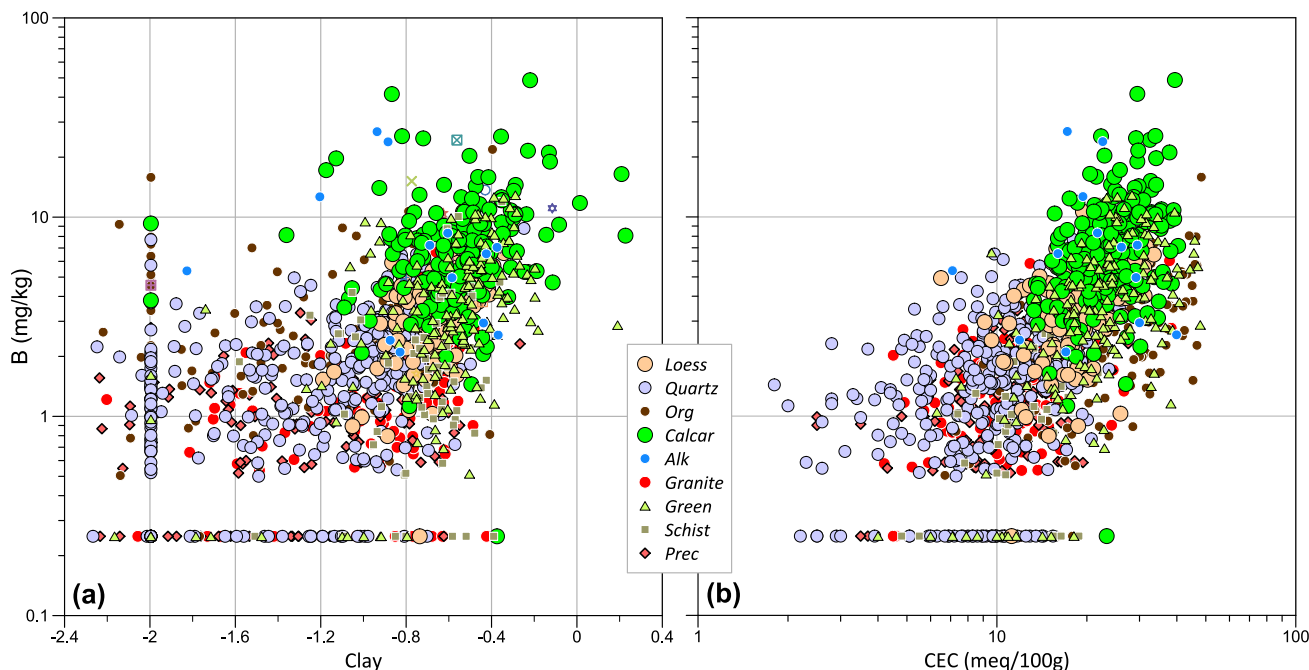 100
10
1
0.1
B (mg/kg)
-2.4
-2
-1.6
-1.2
-0.8
-0.4
0
0.4
Clay
(a)
Loess
Quartz
Org
Calcar
Alk
Granite
Green
Schist
Prec
(b)
1
10
100
CEC (meq/100g)